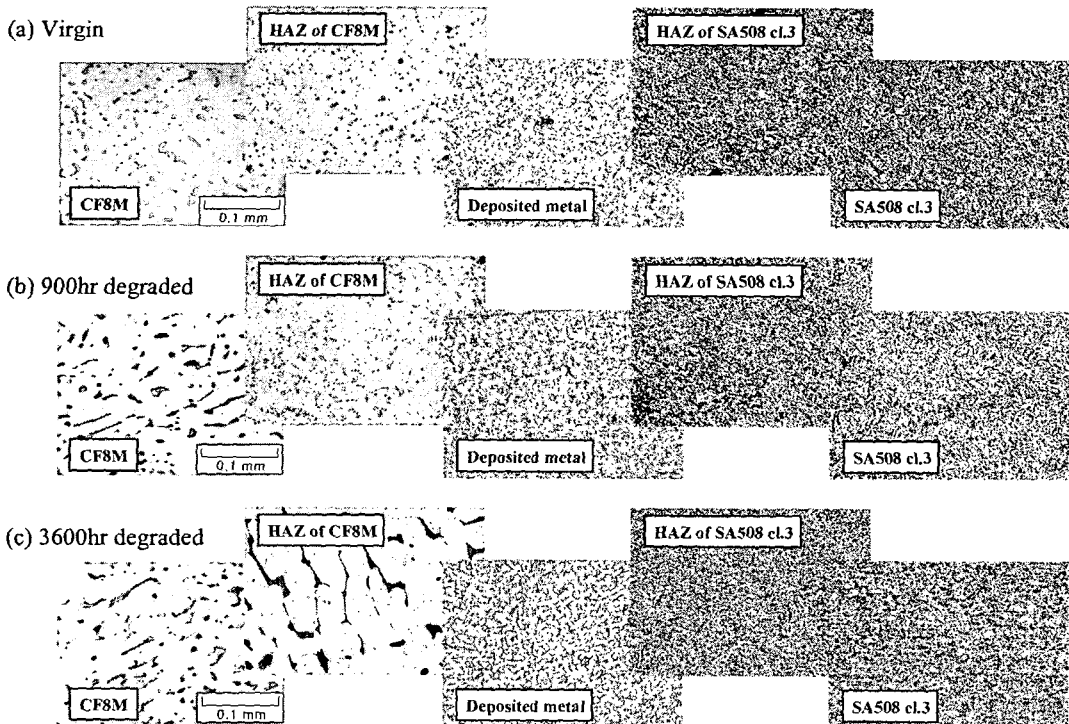 (a) Virgin
HAZ of CF8M
HAZ of SA508 cl.3
CF8M
0.1 mm
Deposited metal
SA508 cl.3
(b) 900hr degraded
HAZ of CF8M
HAZ of SA508 cl.3
CF8M
0.1 mm
Deposited metal
SA508 cl.3
(c) 3600hr degraded
HAZ of CF8M
HAZ of SA508 cl.3
CF8M
0.1 mm
Deposited metal
SA508 cl.3